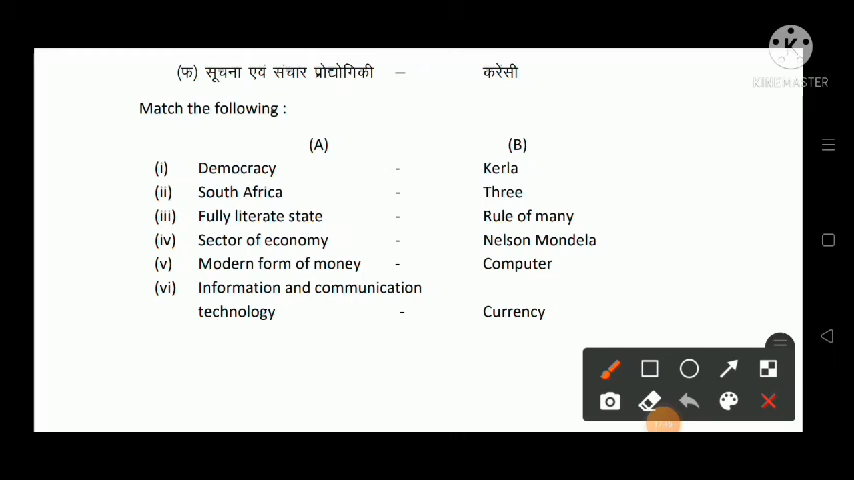 (फ) सूचना एवं संचार प्रोद्योगिकी – करेंसी
K
KINEMASTER
Match the following :
(A) (B)
(i) Democracy - Kerla
(ii) South Africa - Three
(iii) Fully literate state - Rule of many
(iv) Sector of economy - Nelson Mondela
(v) Modern form of money - Computer
(vi) Information and communication
technology - Currency